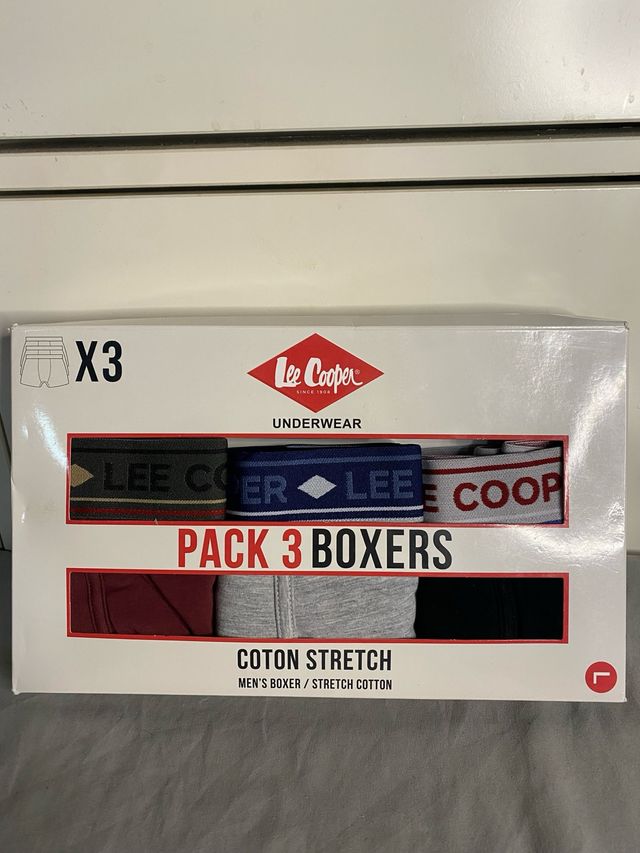 X3
Lee Cooper®
SINCE 1908
UNDERWEAR
LEE CO
PER LEE
E COOP
PACK 3 BOXERS
COTON STRETCH
MEN'S BOXER / STRETCH COTTON
L